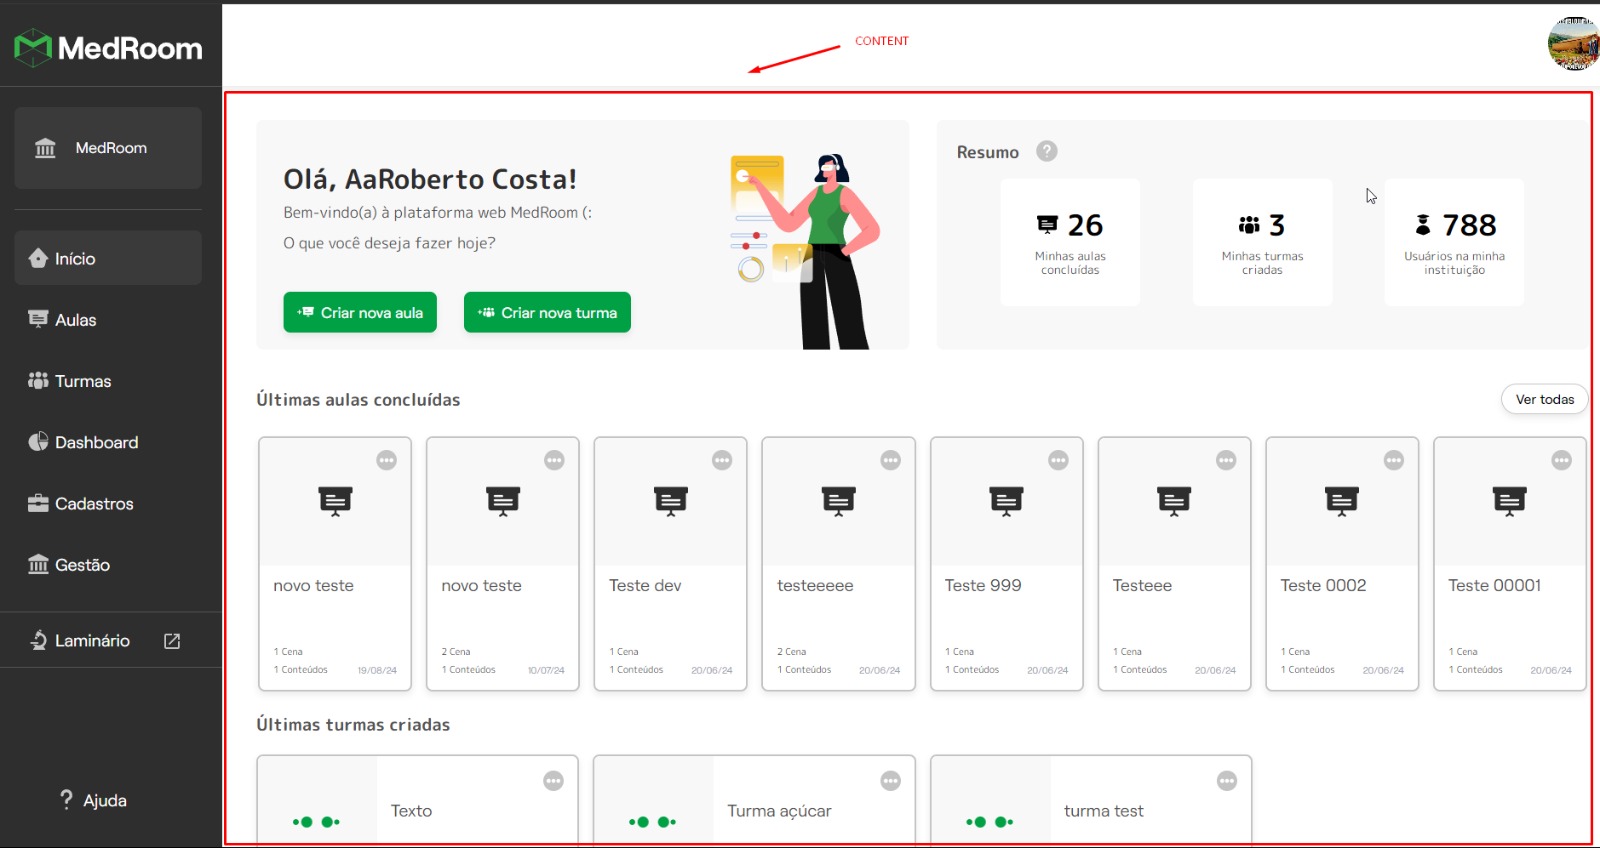 MedRoom
CONTENT
MedRoom
Início
Aulas
Turmas
Dashboard
Cadastros
Gestão
Laminário
? Ajuda
Olá, AaRoberto Costa!
Bem-vindo(a) à plataforma web MedRoom (:
O que você deseja fazer hoje?
Criar nova aula
Criar nova turma
Resumo ?
26
Minhas aulas
concluídas
3
Minhas turmas
criadas
788
Usuários na minha
instituição
Últimas aulas concluídas
Ver todas
novo teste
1 Cena
1 Conteúdos 19/08/24
novo teste
2 Cena
1 Conteúdos 10/07/24
Teste dev
1 Cena
1 Conteúdos 20/06/24
testeeeee
2 Cena
1 Conteúdos 20/06/24
Teste 999
1 Cena
1 Conteúdos 20/06/24
Testeee
1 Cena
1 Conteúdos 20/06/24
Teste 0002
1 Cena
1 Conteúdos 20/06/24
Teste 00001
1 Cena
1 Conteúdos 20/06/24
Últimas turmas criadas
Texto
Turma açúcar
turma test